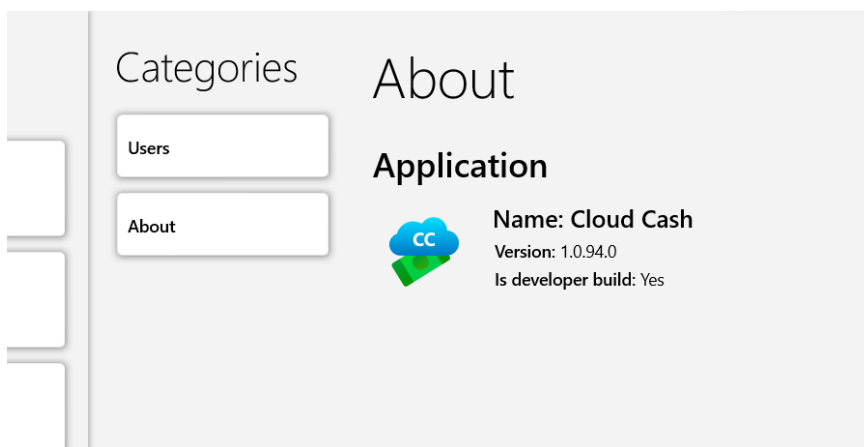 Categories
Users
About
About
Application
CC
Name: Cloud Cash
Version: 1.0.94.0
Is developer build: Yes